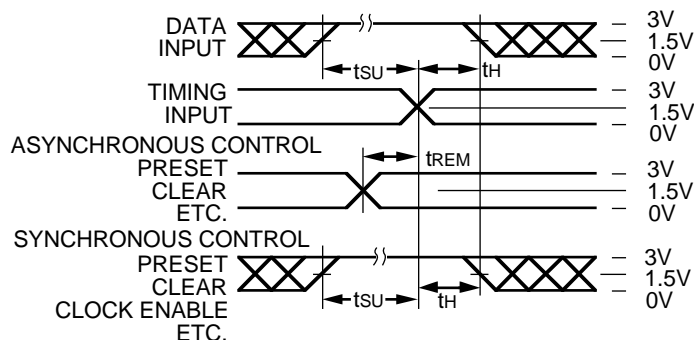 DATA
INPUT
3V
1.5V
0V
tSU
tH
TIMING
INPUT
3V
1.5V
0V
ASYNCHRONOUS CONTROL
PRESET
CLEAR
ETC.
tREM
3V
1.5V
0V
SYNCHRONOUS CONTROL
PRESET
CLEAR
CLOCK ENABLE
ETC.
tSU
tH
3V
1.5V
0V